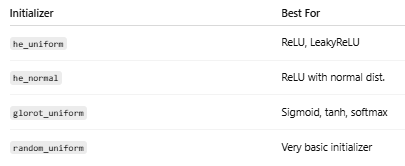 Initializer Best For
he_uniform ReLU, LeakyReLU
he_normal ReLU with normal dist.
glorot_uniform Sigmoid, tanh, softmax
random_uniform Very basic initializer